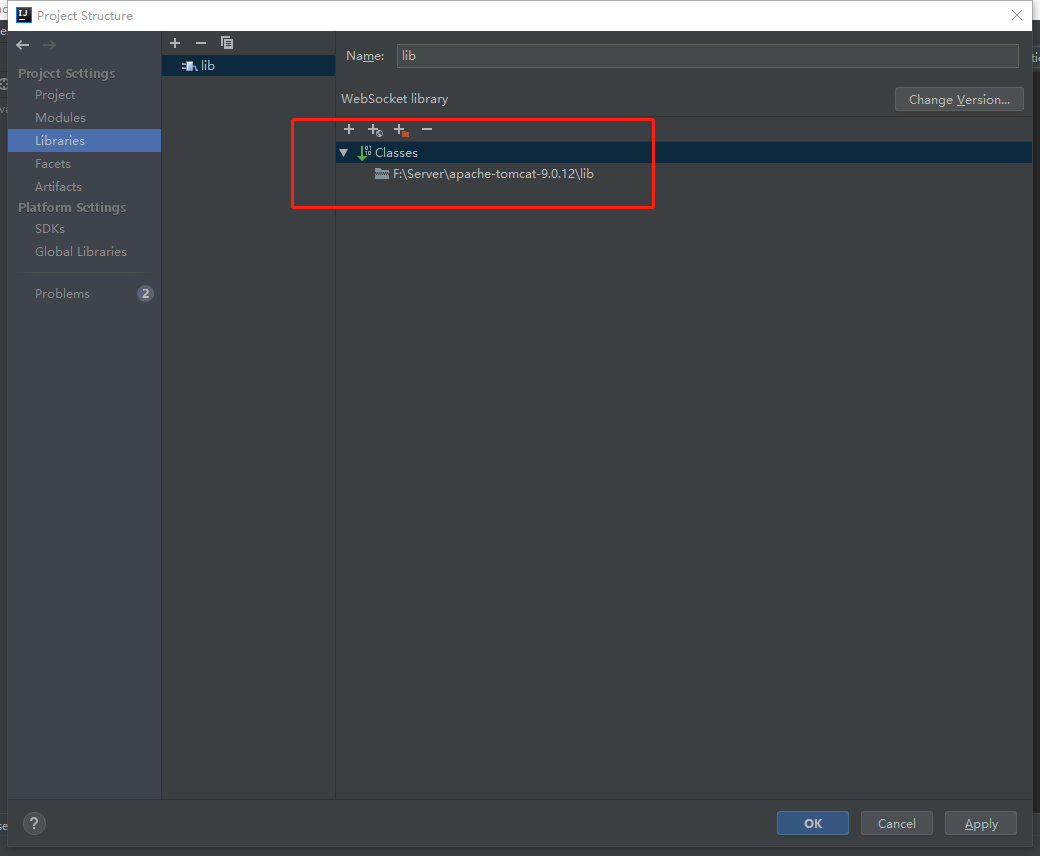 Project Structure
Project Settings
Project
Modules
Libraries
Facets
Artifacts
Platform Settings
SDKs
Global Libraries
Problems 2
lib
Name: lib
WebSocket library
Change Version...
Classes
F:\Server\apache-tomcat-9.0.12\lib
?
OK
Cancel
Apply